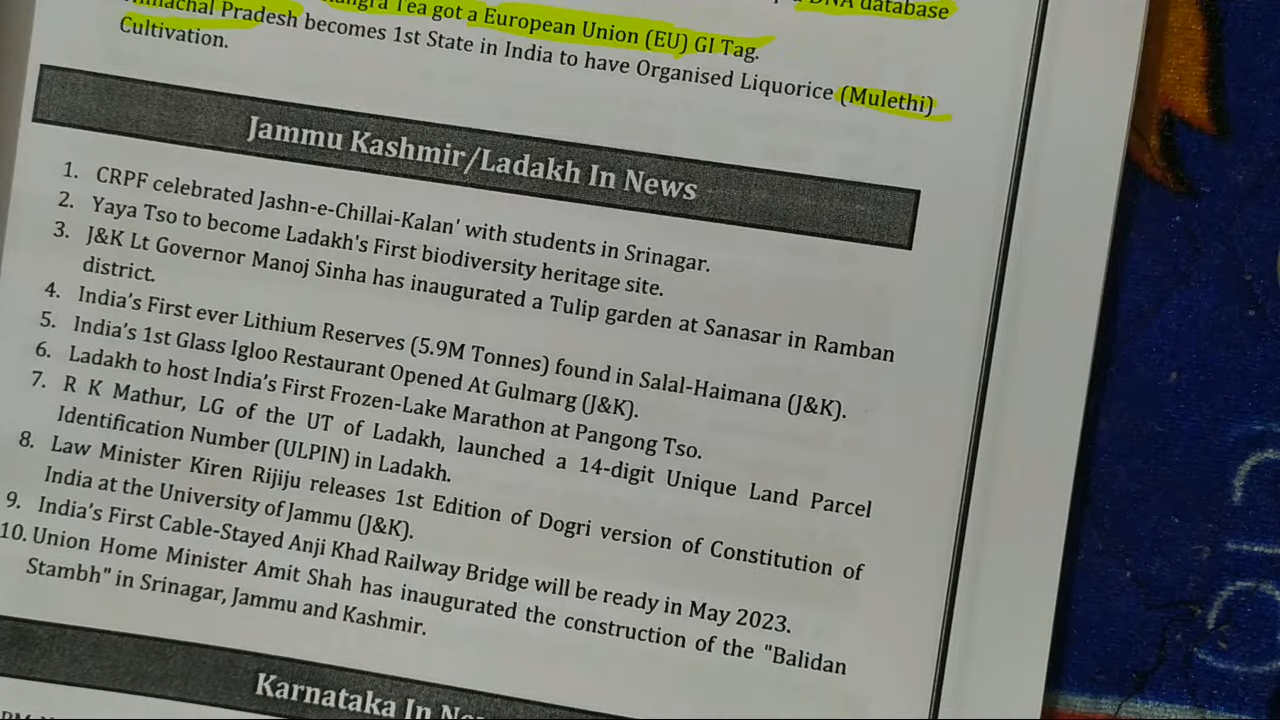 DNA database
Kangra Tea got a European Union (EU) GI Tag.
Himachal Pradesh becomes 1st State in India to have Organised Liquorice (Mulethi)
Cultivation.
Jammu Kashmir/Ladakh In News
1. CRPF celebrated Jashn-e-Chillai-Kalan' with students in Srinagar.
2. Yaya Tso to become Ladakh's First biodiversity heritage site.
3. J&K Lt Governor Manoj Sinha has inaugurated a Tulip garden at Sanasar in Ramban
district.
4. India's First ever Lithium Reserves (5.9M Tonnes) found in Salal-Haimana (J&K).
5. India's 1st Glass Igloo Restaurant Opened At Gulmarg (J&K).
6. Ladakh to host India's First Frozen-Lake Marathon at Pangong Tso.
7. R K Mathur, LG of the UT of Ladakh, launched a 14-digit Unique Land Parcel
Identification Number (ULPIN) in Ladakh.
8. Law Minister Kiren Rijiju releases 1st Edition of Dogri version of Constitution of
India at the University of Jammu (J&K).
9. India's First Cable-Stayed Anji Khad Railway Bridge will be ready in May 2023.
10. Union Home Minister Amit Shah has inaugurated the construction of the "Balidan
Stambh" in Srinagar, Jammu and Kashmir.
Karnataka In